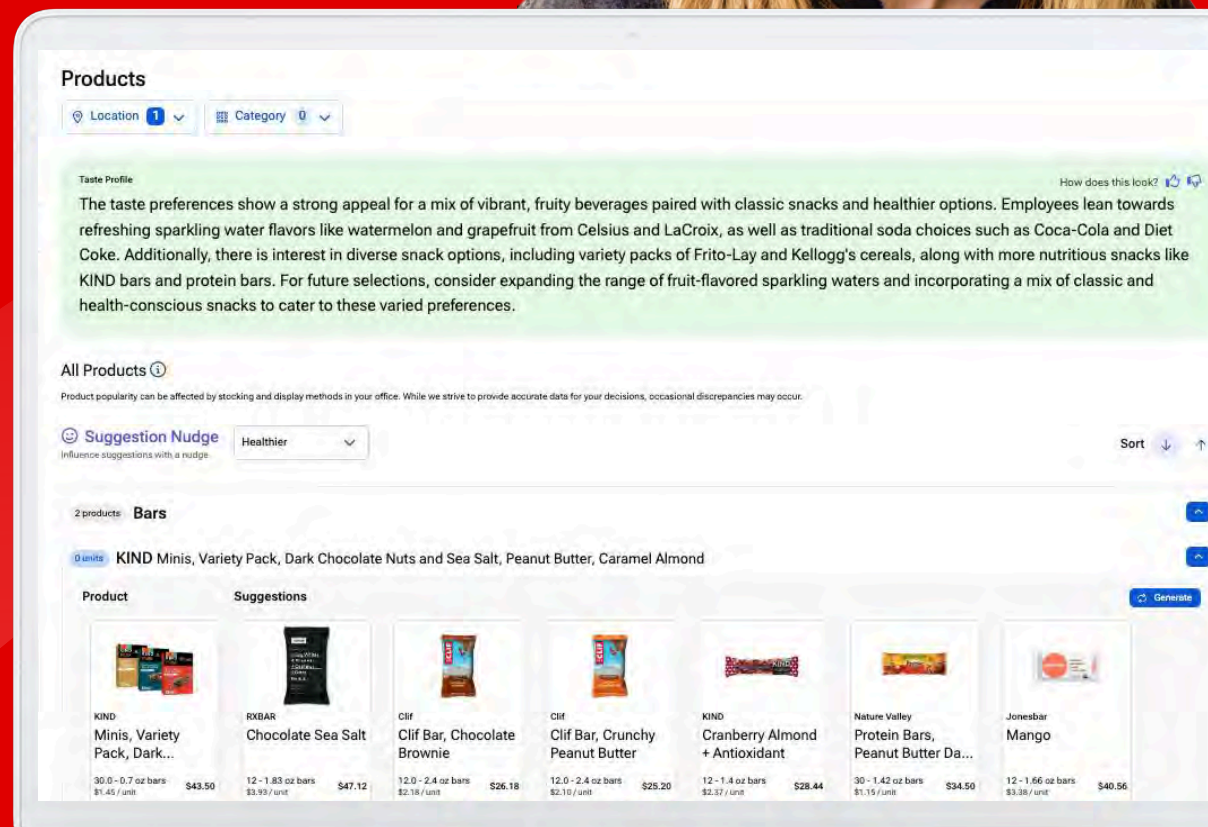 Products
Location 1
Category 0
Taste Profile
How does this look?
The taste preferences show a strong appeal for a mix of vibrant, fruity beverages paired with classic snacks and healthier options. Employees lean towards
refreshing sparkling water flavors like watermelon and grapefruit from Celsius and LaCroix, as well as traditional soda choices such as Coca-Cola and Diet
Coke. Additionally, there is interest in diverse snack options, including variety packs of Frito-Lay and Kellogg's cereals, along with more nutritious snacks like
KIND bars and protein bars. For future selections, consider expanding the range of fruit-flavored sparkling waters and incorporating a mix of classic and
health-conscious snacks to cater to these varied preferences.
All Products
Product popularity can be affected by stocking and display methods in your office. While we strive to provide accurate data for your decisions, occasional discrepancies may occur.
Suggestion Nudge
Influence suggestions with a nudge
Healthier
Sort
2 products Bars
0 units KIND Minis, Variety Pack, Dark Chocolate Nuts and Sea Salt, Peanut Butter, Caramel Almond
Product
Suggestions
Generate
KIND
Minis, Variety
Pack, Dark...
30.0 - 0.7 oz bars
$1.45 / unit
$43.50
RXBAR
Chocolate Sea Salt
12 - 1.83 oz bars
$3.93 / unit
$47.12
CLIF
Clif
Clif Bar, Chocolate
Brownie
12.0 - 2.4 oz bars
$2.18 / unit
$26.18
CLIF
Clif
Clif Bar, Crunchy
Peanut Butter
12.0 - 2.4 oz bars
$2.10 / unit
$25.20
KIND
KIND
Cranberry Almond
+ Antioxidant
12 - 1.4 oz bars
$2.37 / unit
$28.44
Nature Valley
Protein Bars,
Peanut Butter Da...
30 - 1.42 oz bars
$1.15 / unit
$34.50
Jonesbar
Mango
12 - 1.66 oz bars
$3.38 / unit
$40.56